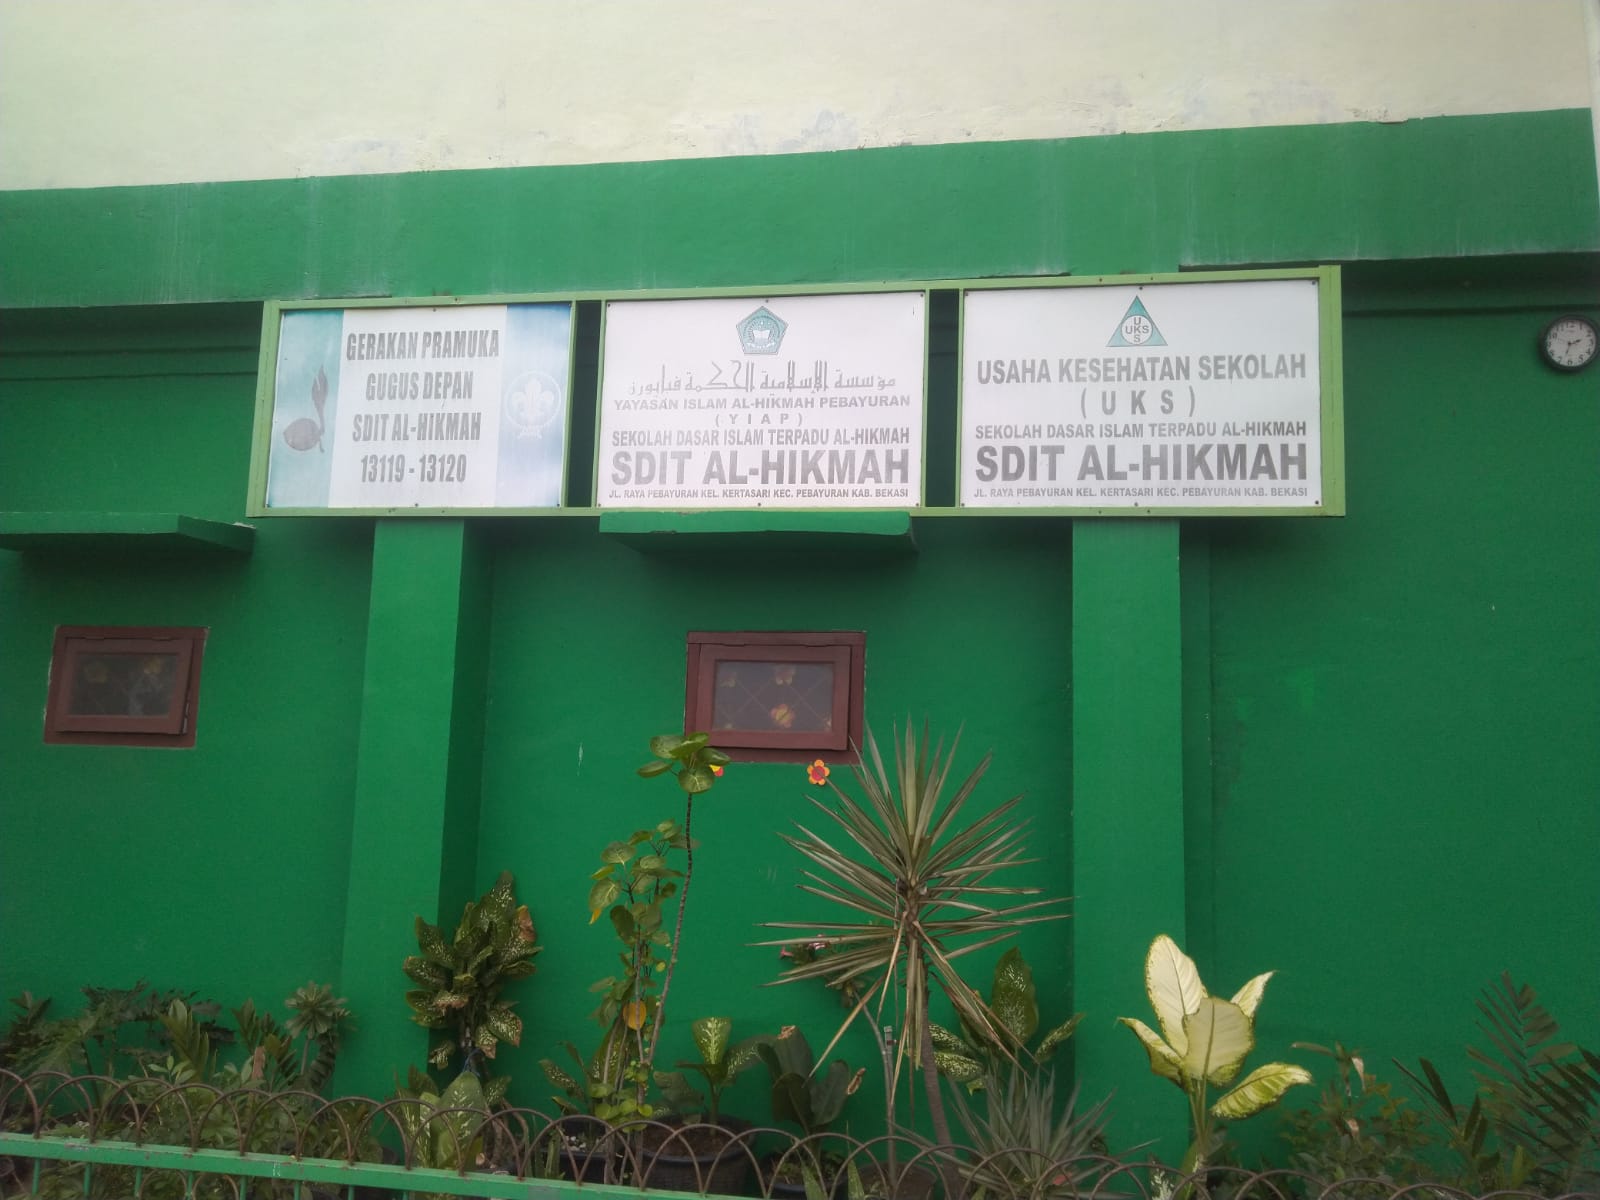 GERAKAN PRAMUKA
GUGUS DEPAN
SDIT AL-HIKMAH
13119 - 13120
مؤسسة الإسلامية الحكمة فبايورن
YAYASAN ISLAM AL-HIKMAH PEBAYURAN
( Y I A P )
SEKOLAH DASAR ISLAM TERPADU AL-HIKMAH
SDIT AL-HIKMAH
JL. RAYA PEBAYURAN KEL. KERTASARI KEC. PEBAYURAN KAB. BEKASI
U
UKS
S
USAHA KESEHATAN SEKOLAH
( U K S )
SEKOLAH DASAR ISLAM TERPADU AL-HIKMAH
SDIT AL-HIKMAH
JL. RAYA PEBAYURAN KEL. KERTASARI KEC. PEBAYURAN KAB. BEKASI